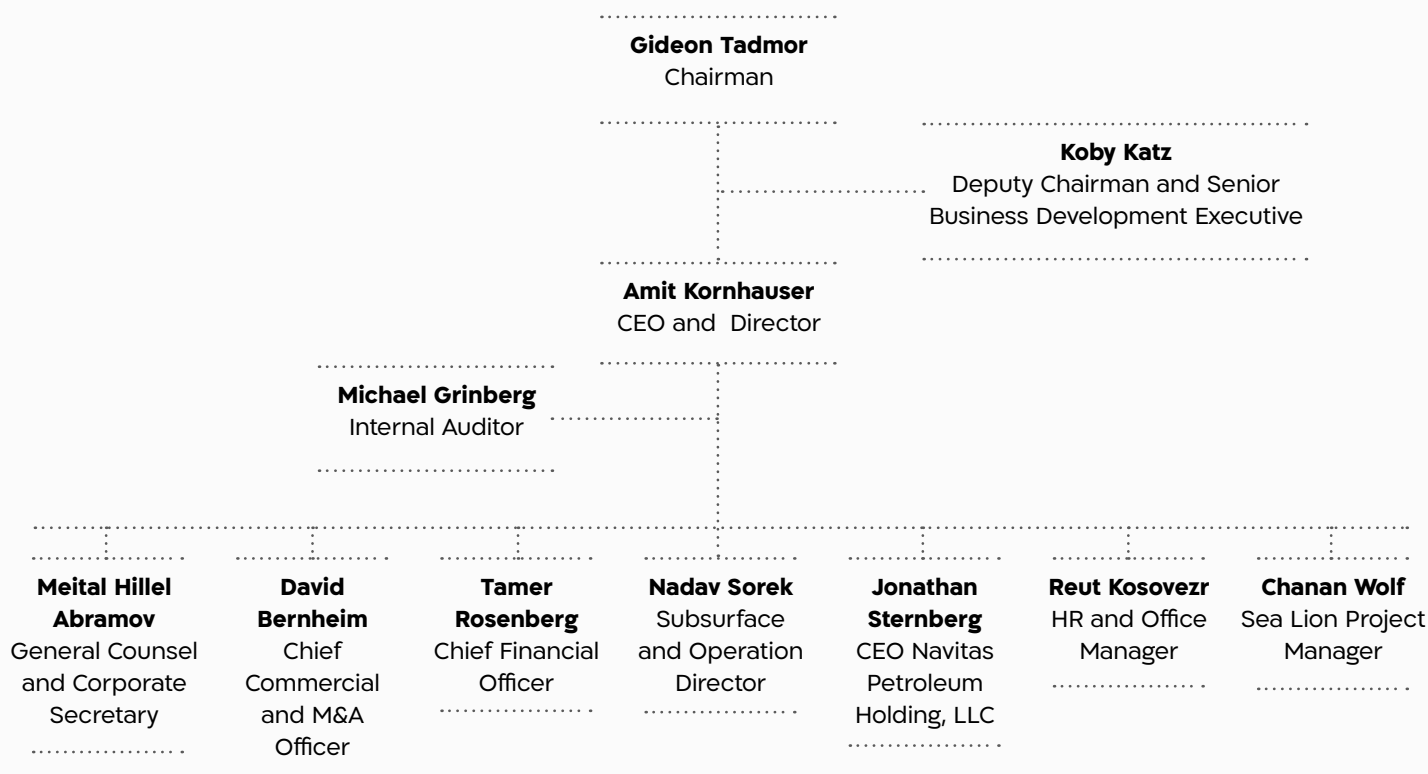 Gideon Tadmor
Chairman
Koby Katz
Deputy Chairman and Senior
Business Development Executive
Amit Kornhauser
CEO and  Director
Michael Grinberg
Internal Auditor
Meital Hillel
Abramov
General Counsel
and Corporate
Secretary
David
Bernheim
Chief
Commercial
and M&A
Officer
Tamer
Rosenberg
Chief Financial
Officer
Nadav Sorek
Subsurface
and Operation
Director
Jonathan
Sternberg
CEO Navitas
Petroleum
Holding, LLC
Reut Kosovezr
HR and Office
Manager
Chanan Wolf
Sea Lion Project
Manager